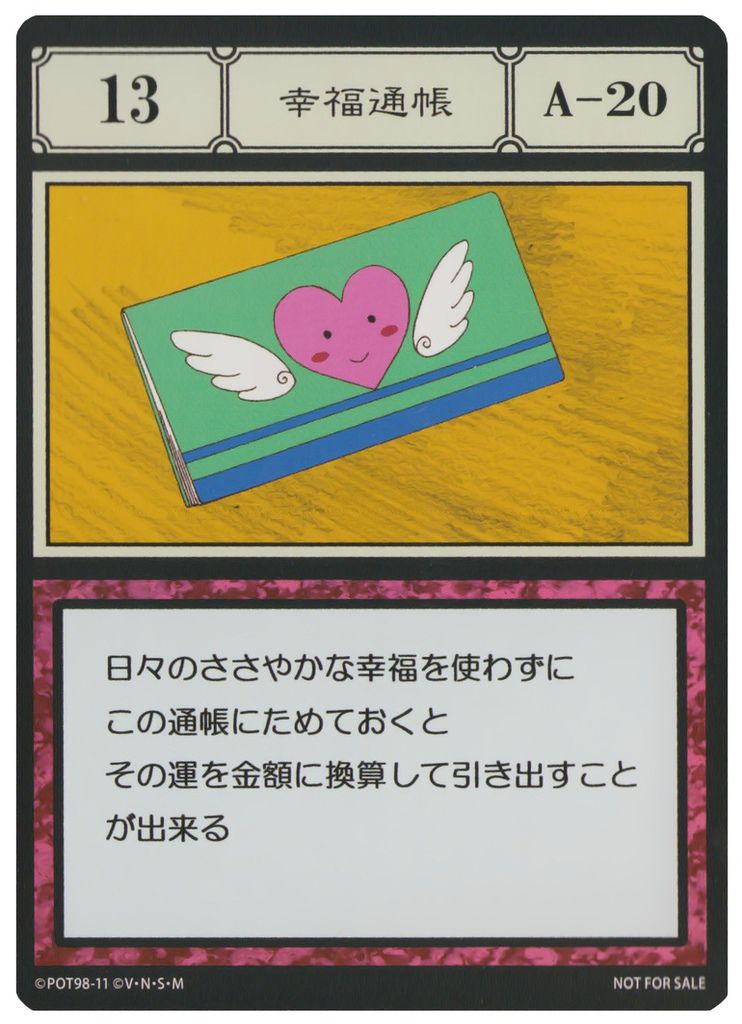 13
幸福通帳
A-20
日々のささやかな幸福を使わずに
この通帳にためておくと
その運を金額に換算して引き出すこと
が出来る
©POT98-11 ©V・N・S・M
NOT FOR SALE